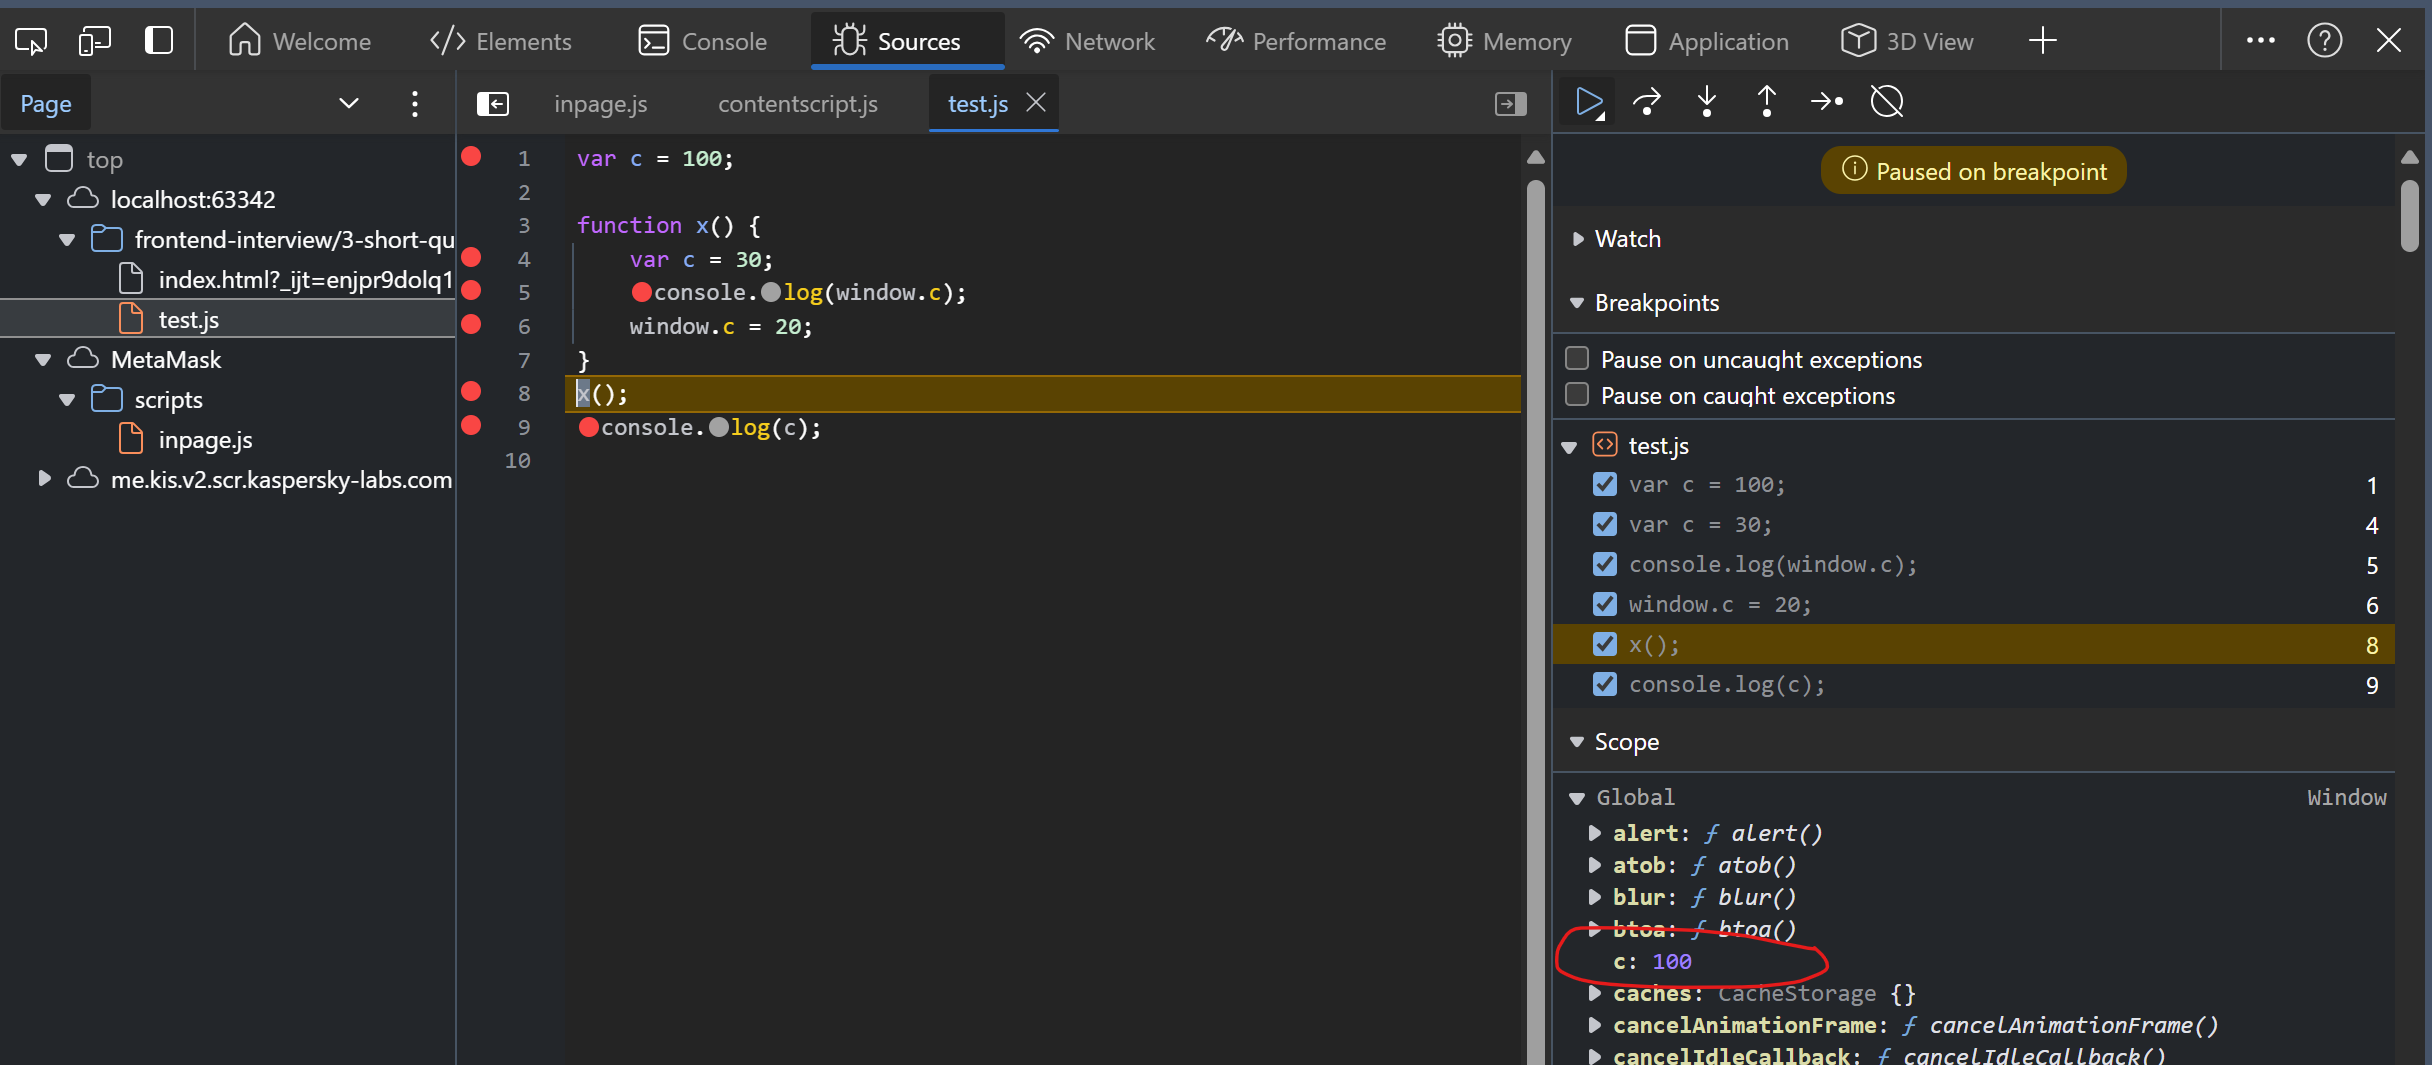 Welcome
Elements
Console
Sources
Network
Performance
Memory
Application
3D View
Page
top
localhost:63342
frontend-interview/3-short-qu
index.html?_ijt=enjpr9dolq1
test.js
MetaMask
scripts
inpage.js
me.kis.v2.scr.kaspersky-labs.com
inpage.js
contentscript.js
test.js
1 var c = 100;
2
3 function x() {
4 var c = 30;
5 console.log(window.c);
6 window.c = 20;
7 }
8 x();
9 console.log(c);
10
Paused on breakpoint
Watch
Breakpoints
Pause on uncaught exceptions
Pause on caught exceptions
test.js
var c = 100; 1
var c = 30; 4
console.log(window.c); 5
window.c = 20; 6
x(); 8
console.log(c); 9
Scope
Global Window
alert: ƒ alert()
atob: ƒ atob()
blur: ƒ blur()
btoa: ƒ btoa()
c: 100
caches: CacheStorage {}
cancelAnimationFrame: ƒ cancelAnimationFrame()
cancelIdleCallback: ƒ cancelIdleCallback()